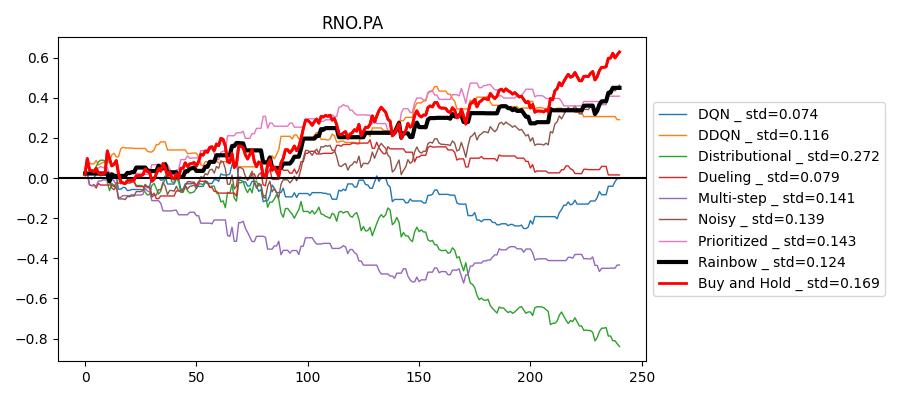 RNO.PA
0.6
0.4
0.2
0.0
−0.2
−0.4
−0.6
−0.8
0 50 100 150 200 250
DQN _ std=0.074
DDQN _ std=0.116
Distributional _ std=0.272
Dueling _ std=0.079
Multi-step _ std=0.141
Noisy _ std=0.139
Prioritized _ std=0.143
Rainbow _ std=0.124
Buy and Hold _ std=0.169